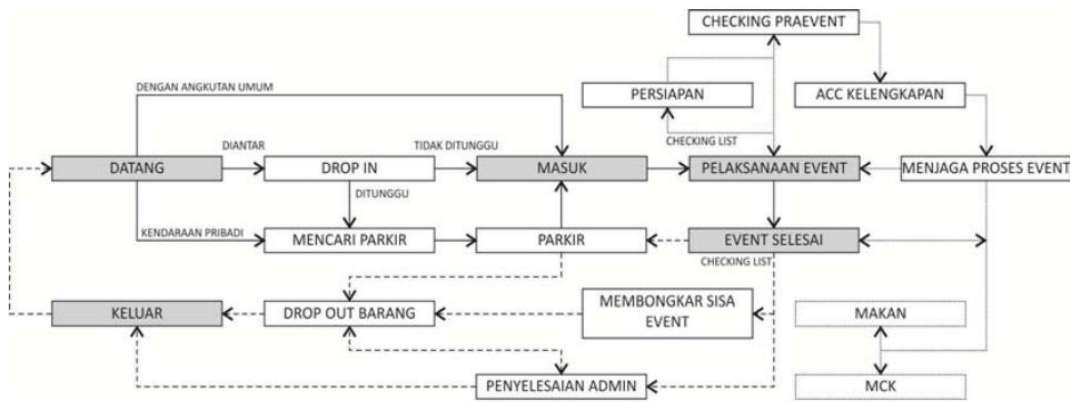 CHECKING PRAEVENT
DENGAN ANGKUTAN UMUM
PERSIAPAN
ACC KELENGKAPAN
CHECKING LIST
DIANTAR
TIDAK DITUNGGU
DATANG
DROP IN
MASUK
PELAKSANAAN EVENT
MENJAGA PROSES EVENT
DITUNGGU
KENDARAAN PRIBADI
MENCARI PARKIR
PARKIR
EVENT SELESAI
CHECKING LIST
KELUAR
DROP OUT BARANG
MEMBONGKAR SISA
EVENT
MAKAN
PENYELESAIAN ADMIN
MCK